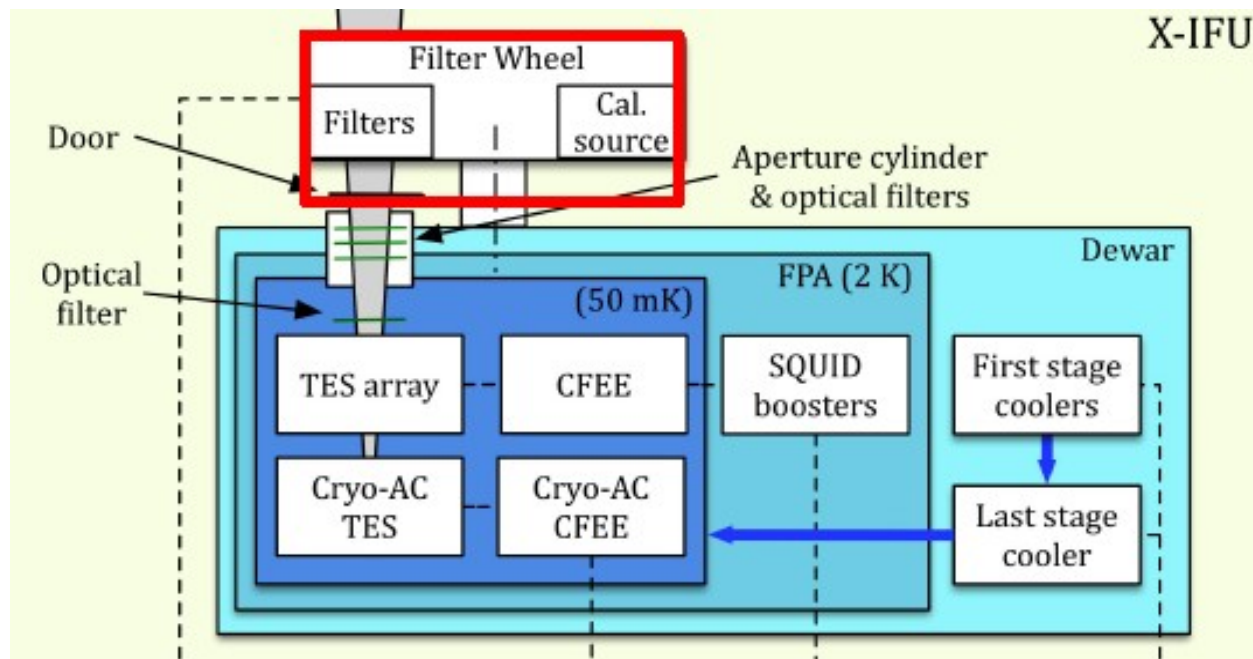 X-IFU
Filter Wheel
Filters
Cal.
source
Door
Aperture cylinder
& optical filters
Dewar
Optical
filter
FPA (2 K)
(50 mK)
TES array
CFEE
SQUID
boosters
First stage
coolers
Cryo-AC
TES
Cryo-AC
CFEE
Last stage
cooler